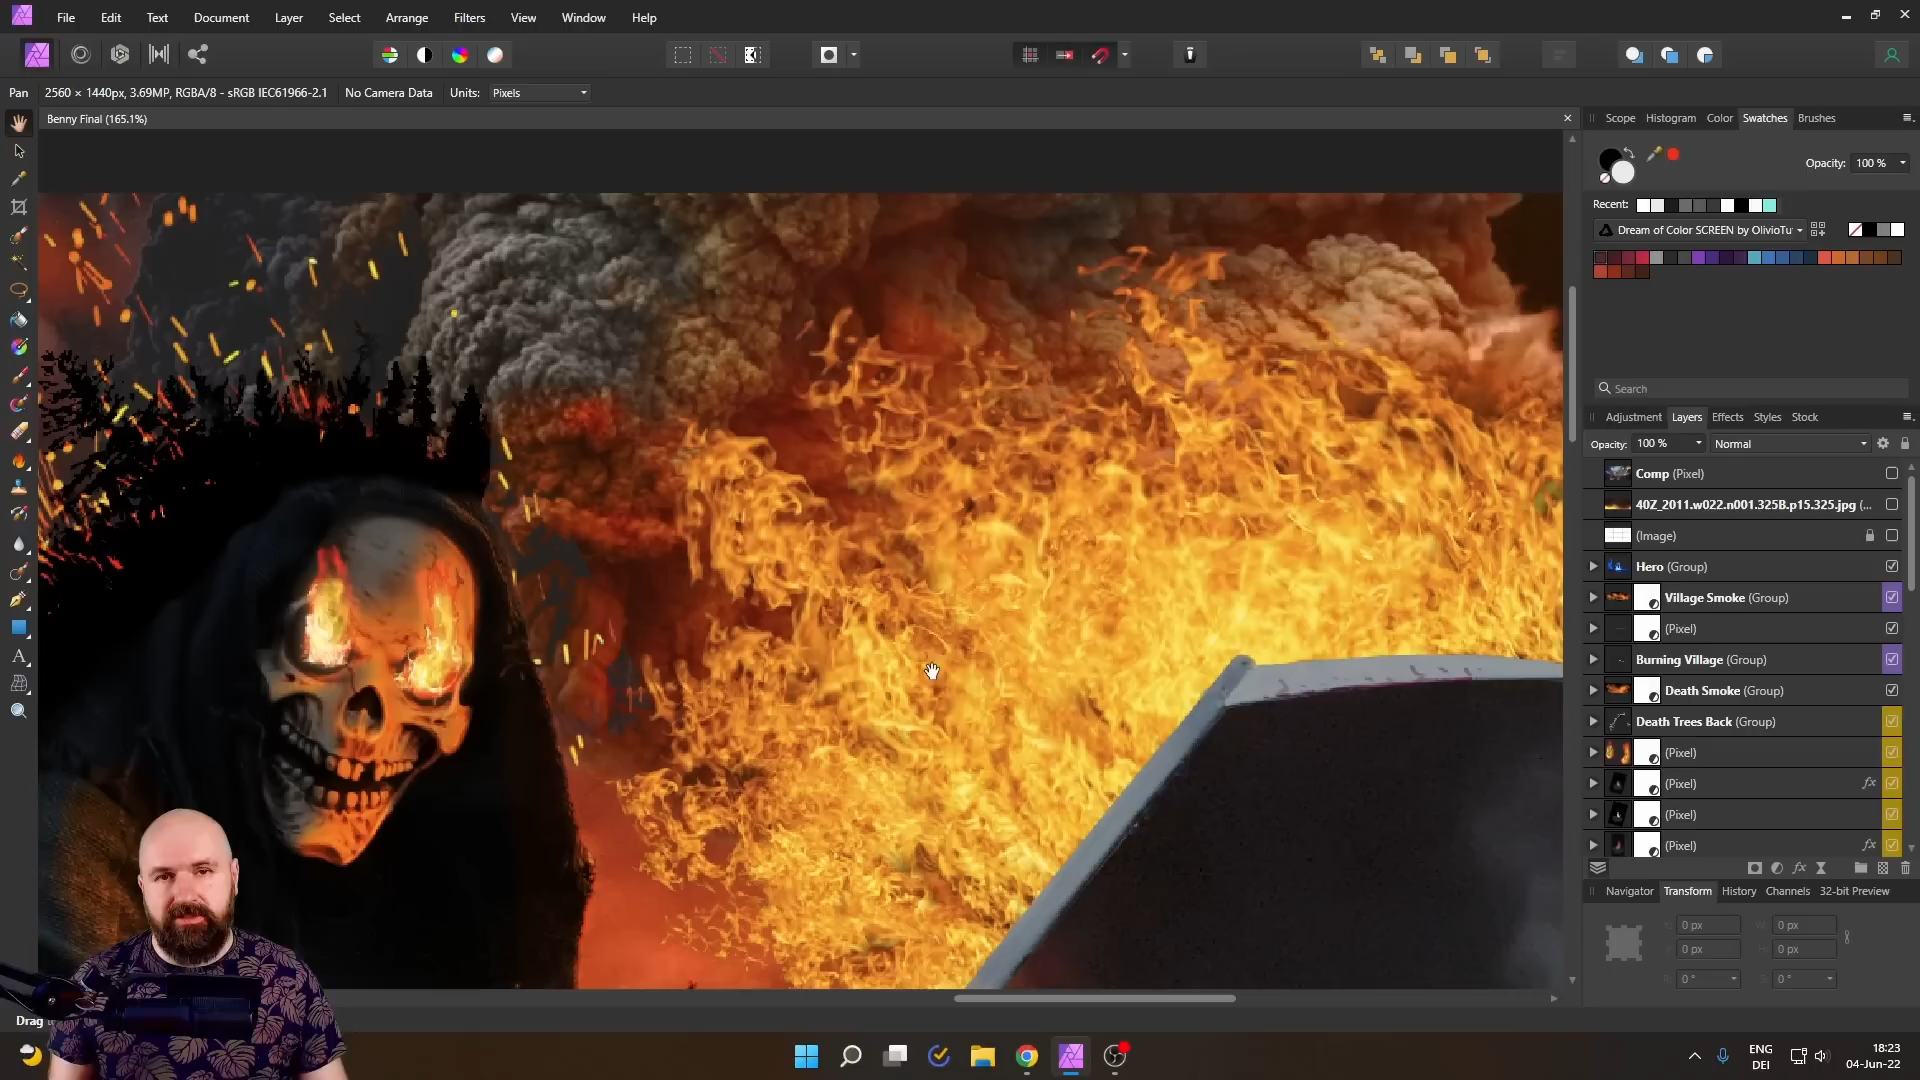 File Edit Text Document Layer Select Arrange Filters View Window Help
Pan 2560 × 1440px, 3.69MP, RGBA/8 - sRGB IEC61966-2.1 No Camera Data Units: Pixels
Benny Final (165.1%)
Scope Histogram Color Swatches Brushes
Opacity: 100 %
Recent:
Dream of Color SCREEN by OlivioTu
Search
Adjustment Layers Effects Styles Stock
Opacity: 100 % Normal
Comp (Pixel)
40Z_2011.w022.n001.325B.p15.325.jpg (...
(Image)
Hero (Group)
Village Smoke (Group)
(Pixel)
Burning Village (Group)
Death Smoke (Group)
Death Trees Back (Group)
(Pixel)
(Pixel) fx
(Pixel)
(Pixel) fx
fx
Navigator Transform History Channels 32-bit Preview
0 px 0 px
0 px 0 px
0 ° 0 °
Drag
ENG
DEI
18:23
04-Jun-22